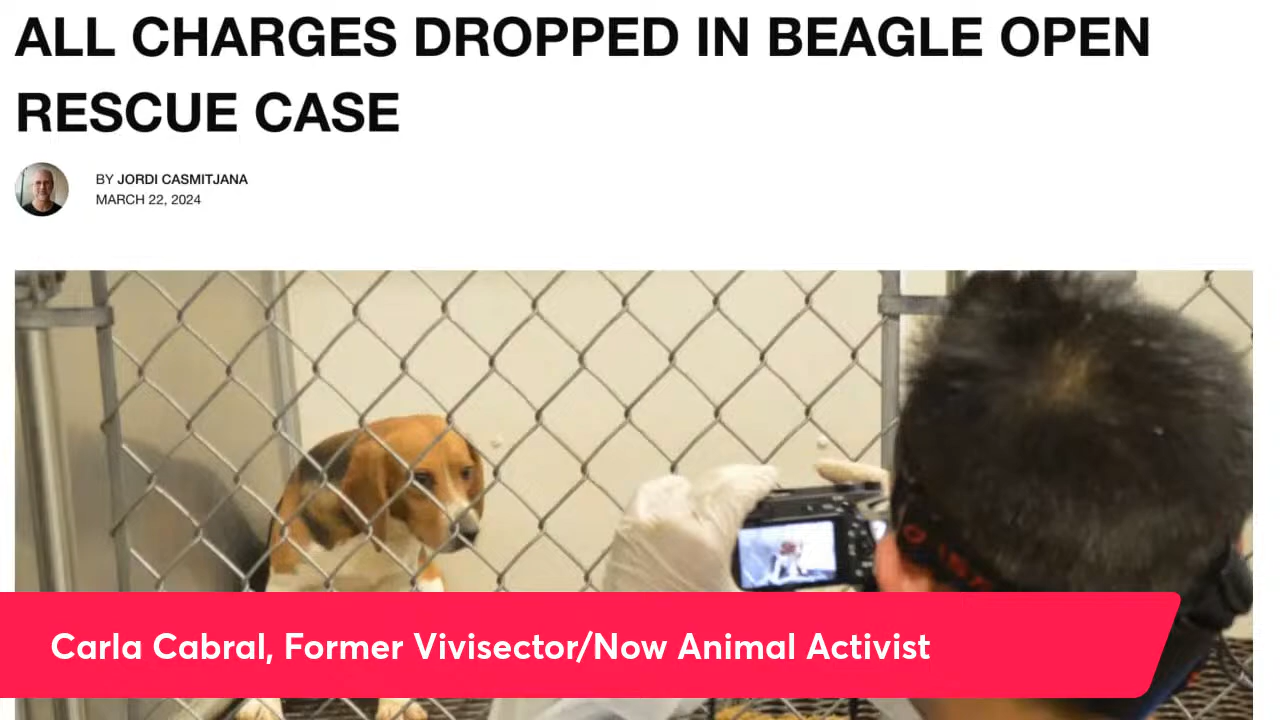 ALL CHARGES DROPPED IN BEAGLE OPEN
RESCUE CASE
BY JORDI CASMITJANA
MARCH 22, 2024
Carla Cabral, Former Vivisector/Now Animal Activist